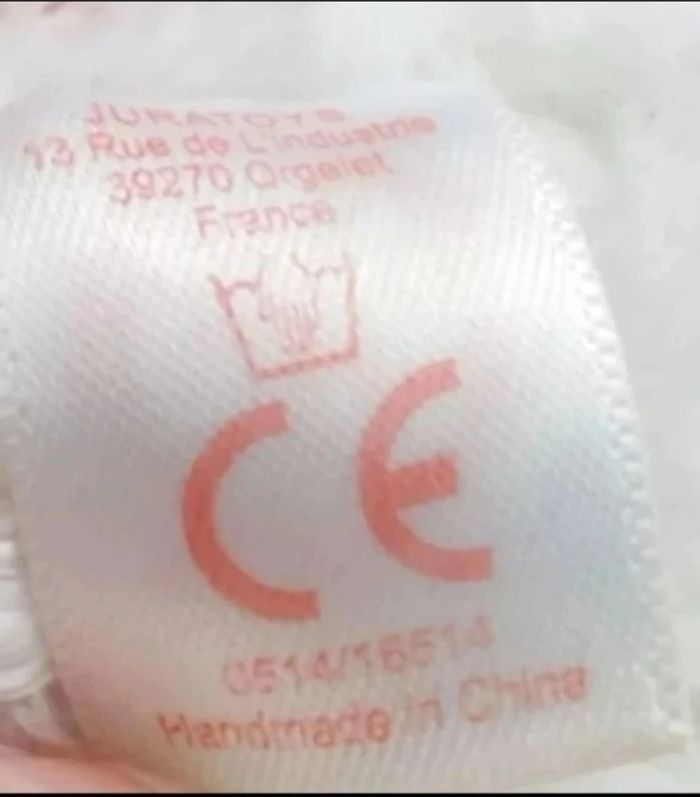 JURATOYS
13 Rue de L'industrie
39270 Orgelet
France
CE
0514/16514
Handmade in China